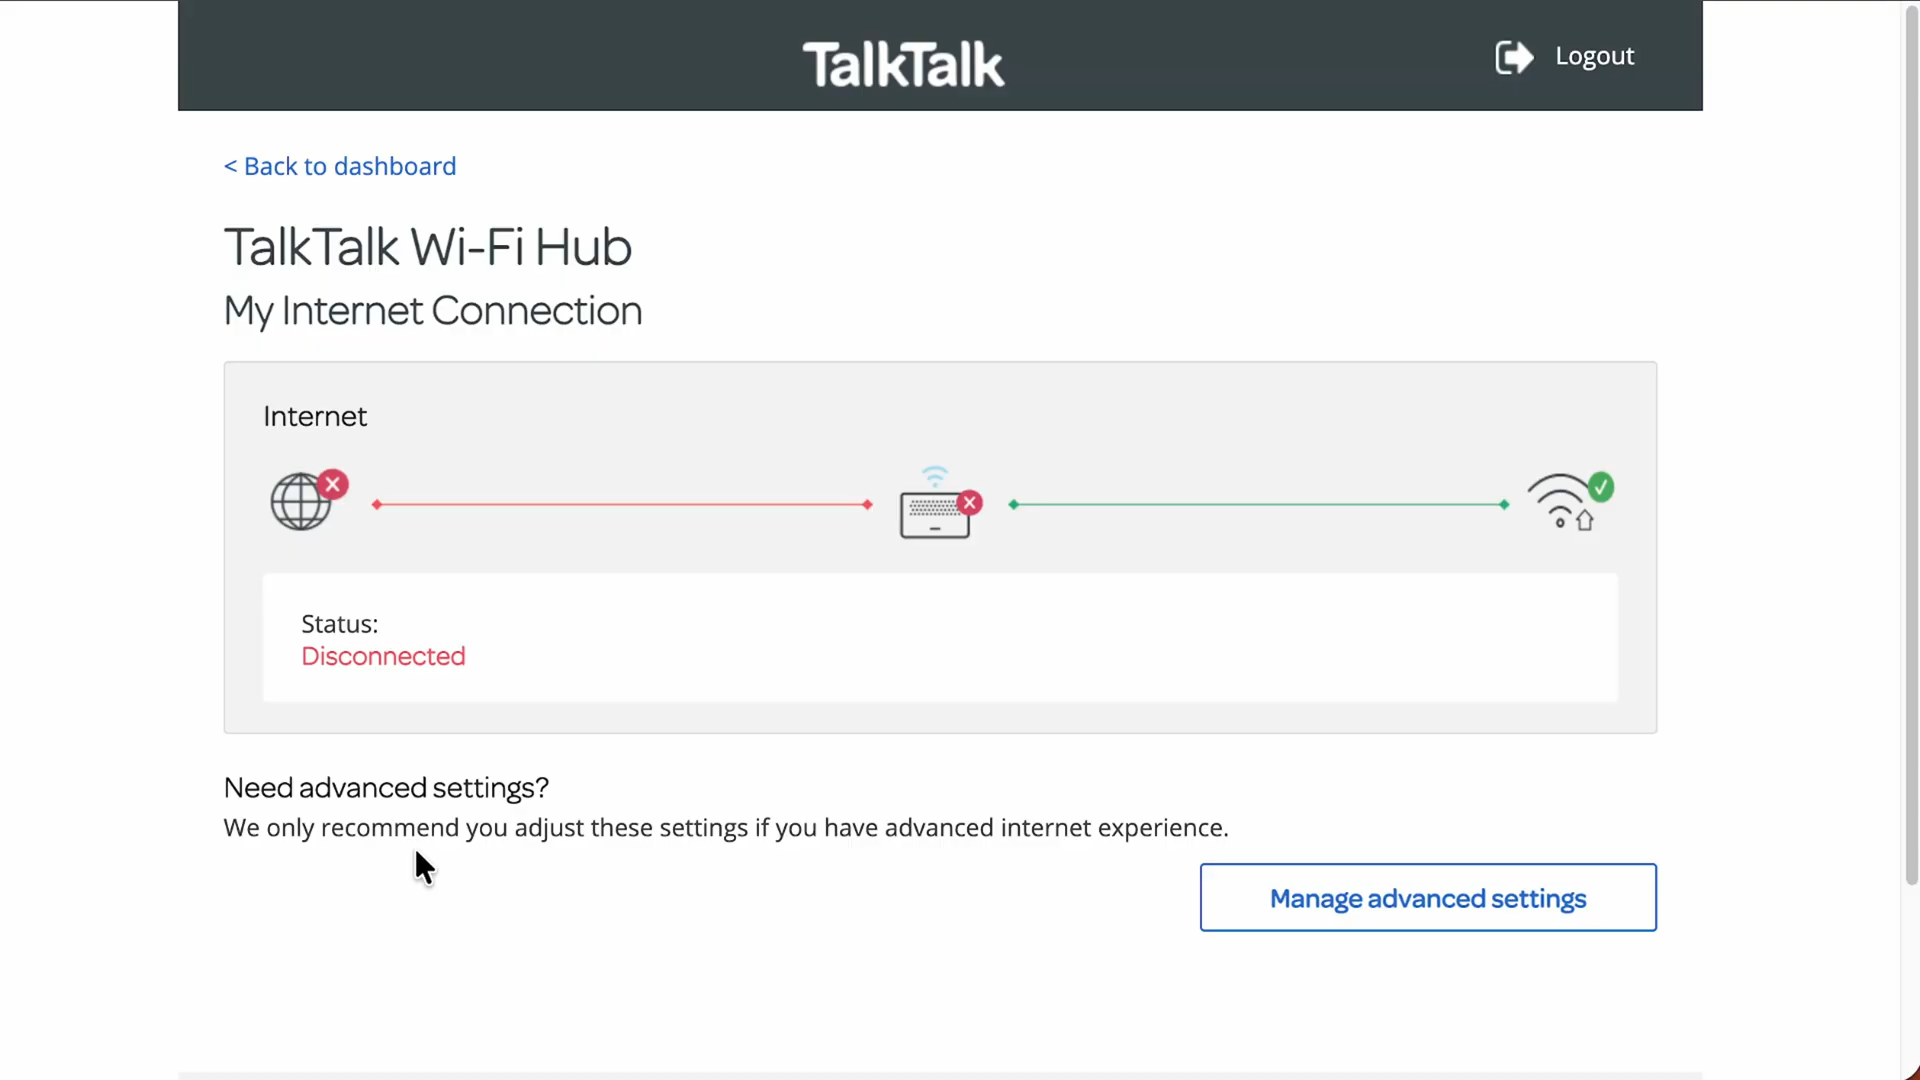 TalkTalk
Logout
< Back to dashboard
TalkTalk Wi-Fi Hub
My Internet Connection
Internet
Status:
Disconnected
Need advanced settings?
We only recommend you adjust these settings if you have advanced internet experience.
Manage advanced settings